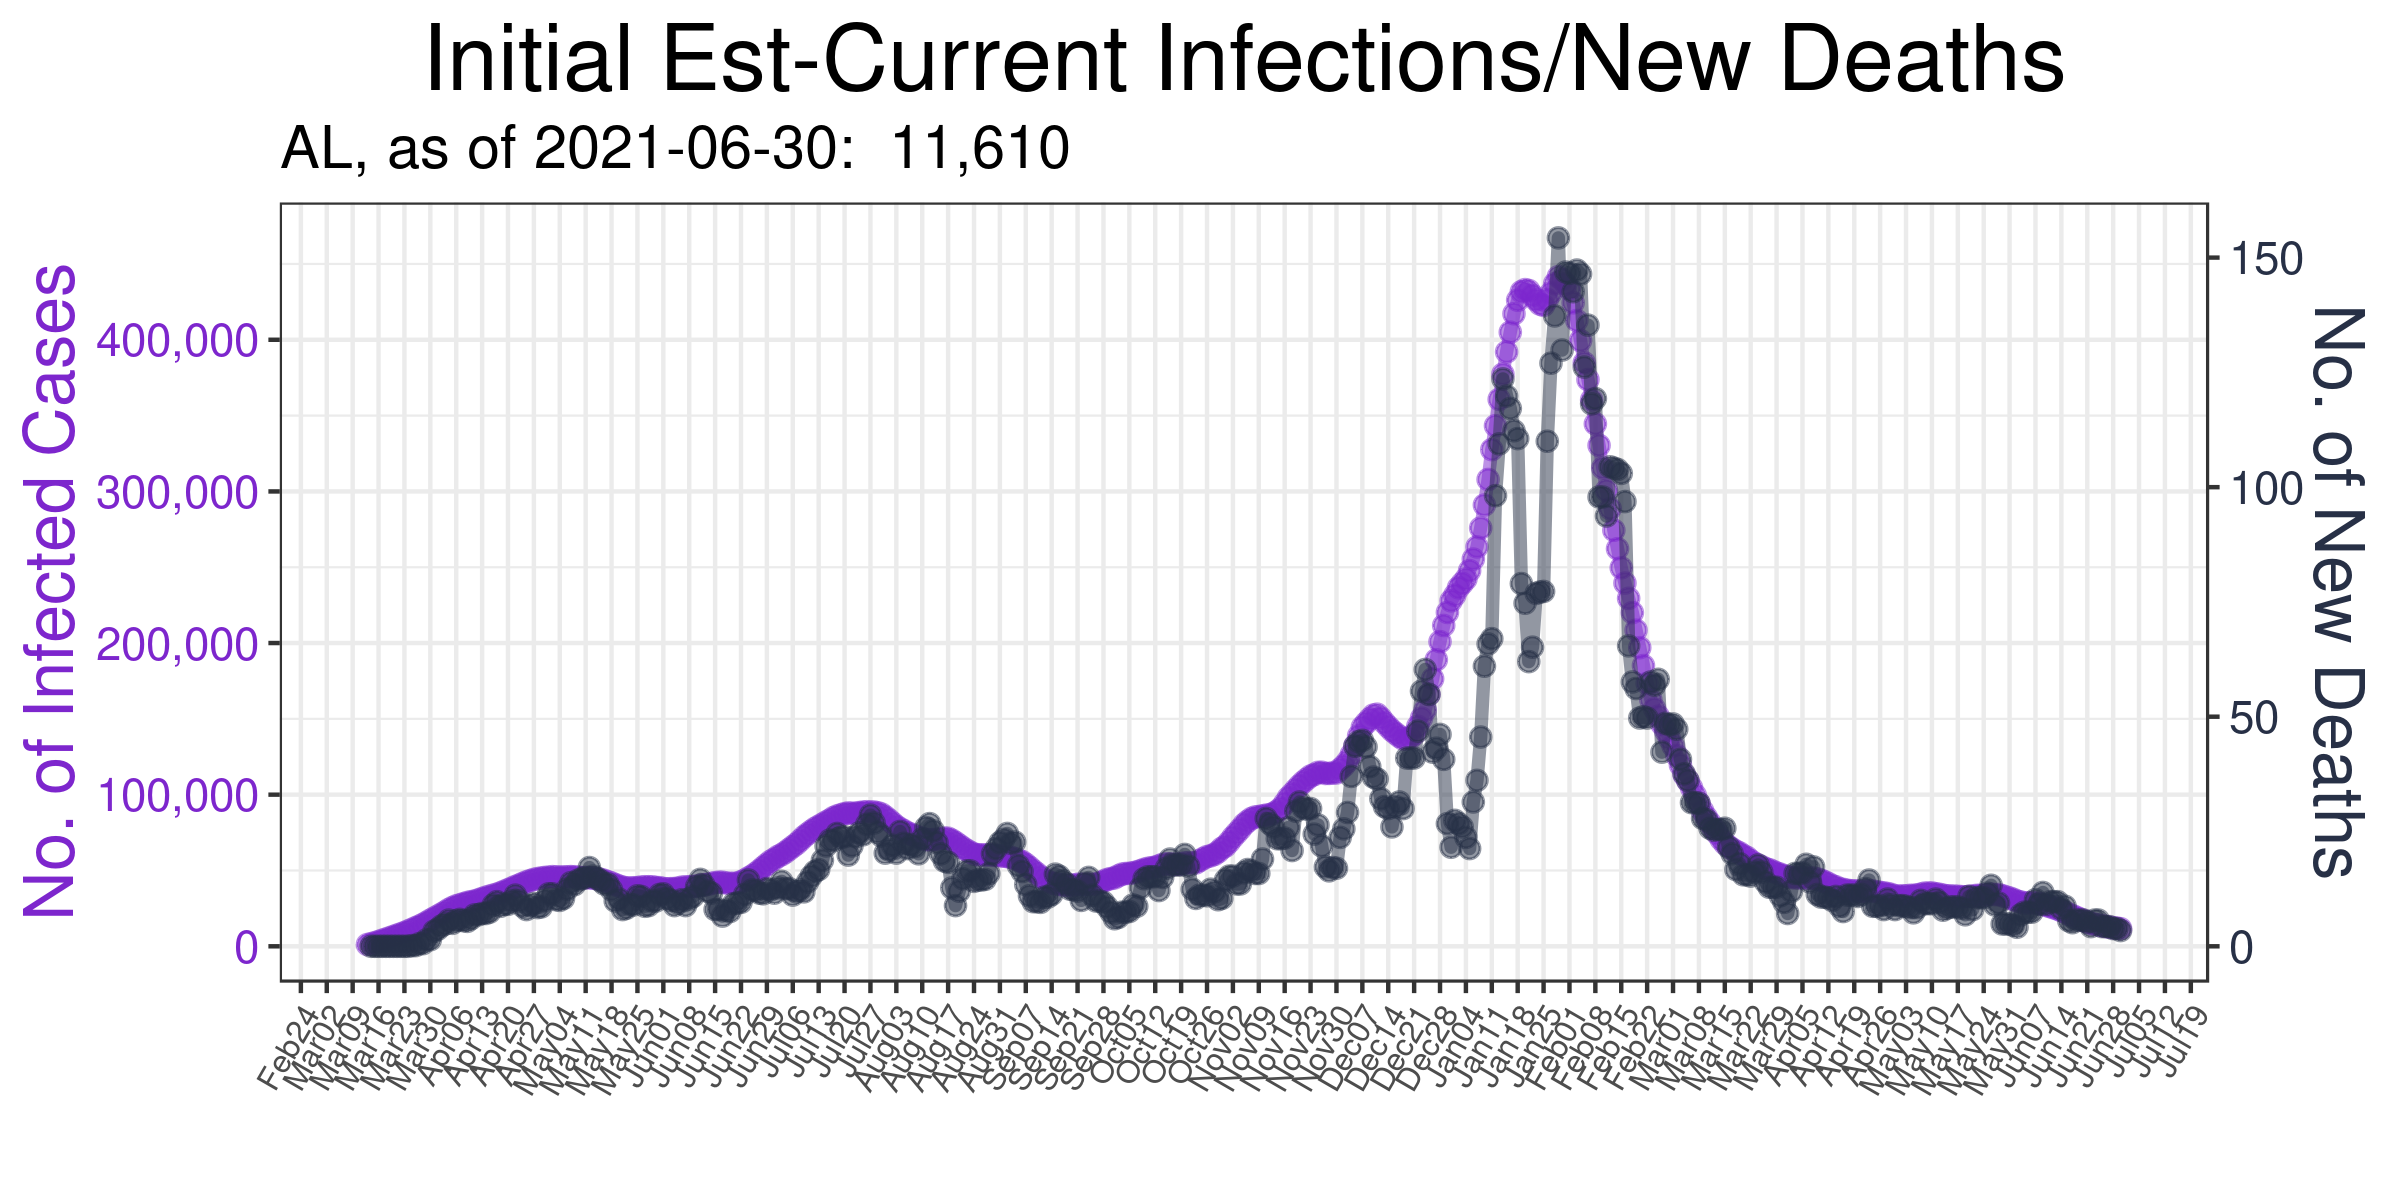 Initial Est-Current Infections/New Deaths
AL, as of 2021-06-30:  11,610
No. of Infected Cases
400,000
300,000
200,000
100,000
0
150
100
50
0
No. of New Deaths
Feb24
Mar02
Mar09
Mar16
Mar23
Mar30
Apr06
Apr13
Apr20
Apr27
May04
May11
May18
May25
Jun01
Jun08
Jun15
Jun22
Jun29
Jul06
Jul13
Jul20
Jul27
Aug03
Aug10
Aug17
Aug24
Aug31
Sep07
Sep14
Sep21
Sep28
Oct05
Oct12
Oct19
Oct26
Nov02
Nov09
Nov16
Nov23
Nov30
Dec07
Dec14
Dec21
Dec28
Jan04
Jan11
Jan18
Jan25
Feb01
Feb08
Feb15
Feb22
Mar01
Mar08
Mar15
Mar22
Mar29
Apr05
Apr12
Apr19
Apr26
May03
May10
May17
May24
May31
Jun07
Jun14
Jun21
Jun28
Jul05
Jul12
Jul19